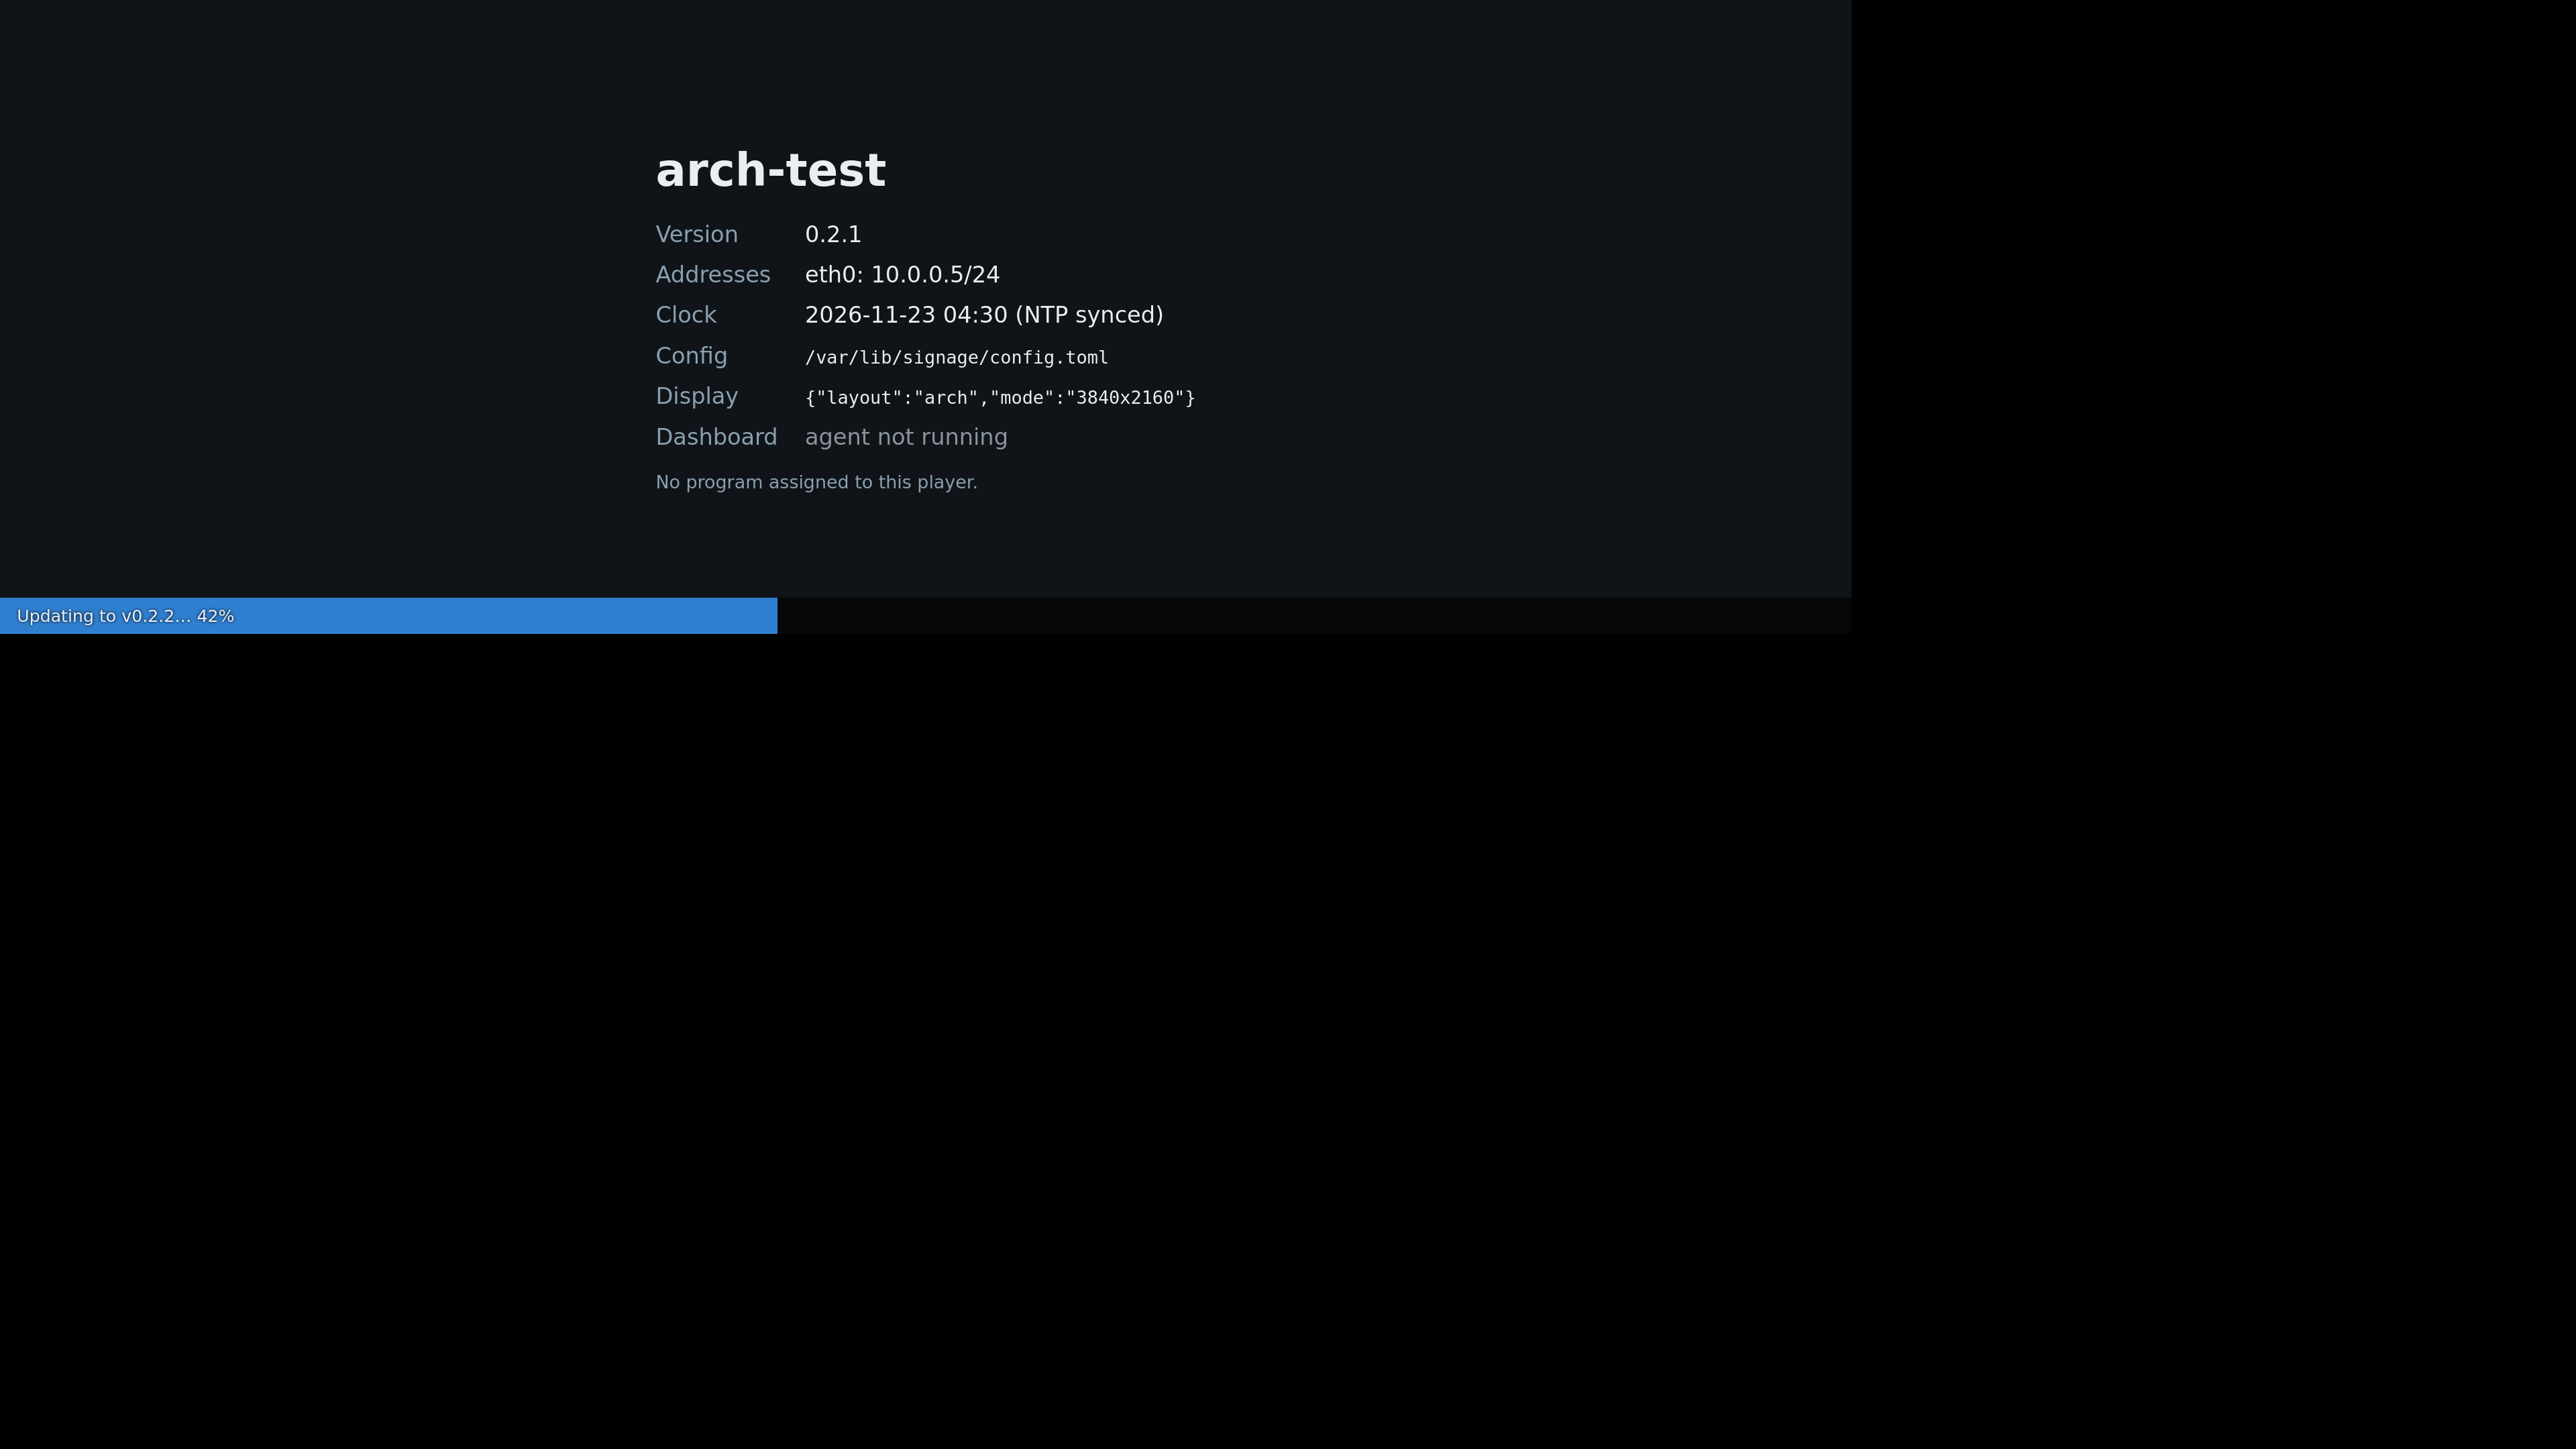 arch-test
Version 0.2.1
Addresses eth0: 10.0.0.5/24
Clock 2026-11-23 04:30 (NTP synced)
Config /var/lib/signage/config.toml
Display {"layout":"arch","mode":"3840x2160"}
Dashboard agent not running
No program assigned to this player.
Updating to v0.2.2… 42%